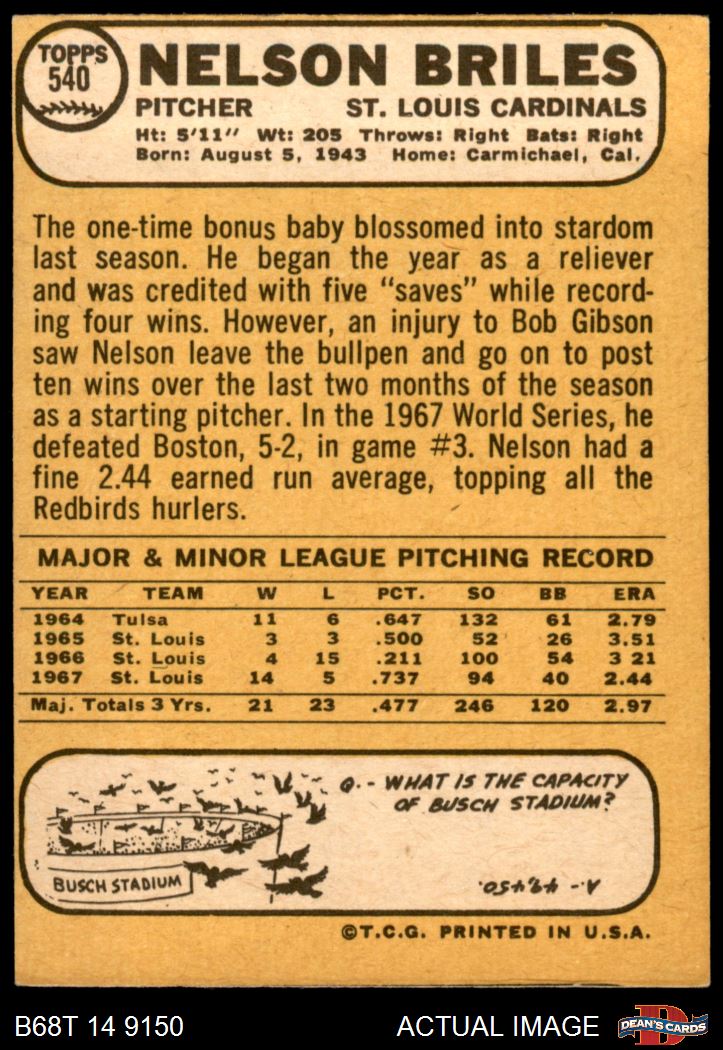 TOPPS
540
NELSON BRILES
PITCHER ST. LOUIS CARDINALS
Ht: 5'11" Wt: 205 Throws: Right Bats: Right
Born: August 5, 1943 Home: Carmichael, Cal.
The one-time bonus baby blossomed into stardom
last season. He began the year as a reliever
and was credited with five "saves" while record-
ing four wins. However, an injury to Bob Gibson
saw Nelson leave the bullpen and go on to post
ten wins over the last two months of the season
as a starting pitcher. In the 1967 World Series, he
defeated Boston, 5-2, in game #3. Nelson had a
fine 2.44 earned run average, topping all the
Redbirds hurlers.
MAJOR & MINOR LEAGUE PITCHING RECORD
YEAR TEAM W L PCT. SO BB ERA
1964 Tulsa 11 6 .647 132 61 2.79
1965 St. Louis 3 3 .500 52 26 3.51
1966 St. Louis 4 15 .211 100 54 3 21
1967 St. Louis 14 5 .737 94 40 2.44
Maj. Totals 3 Yrs. 21 23 .477 246 120 2.97
Q.- WHAT IS THE CAPACITY
OF BUSCH STADIUM?
A.- 49,450.
BUSCH STADIUM
©T.C.G. PRINTED IN U.S.A.
B68T 14 9150 ACTUAL IMAGE
DEAN'S CARDS